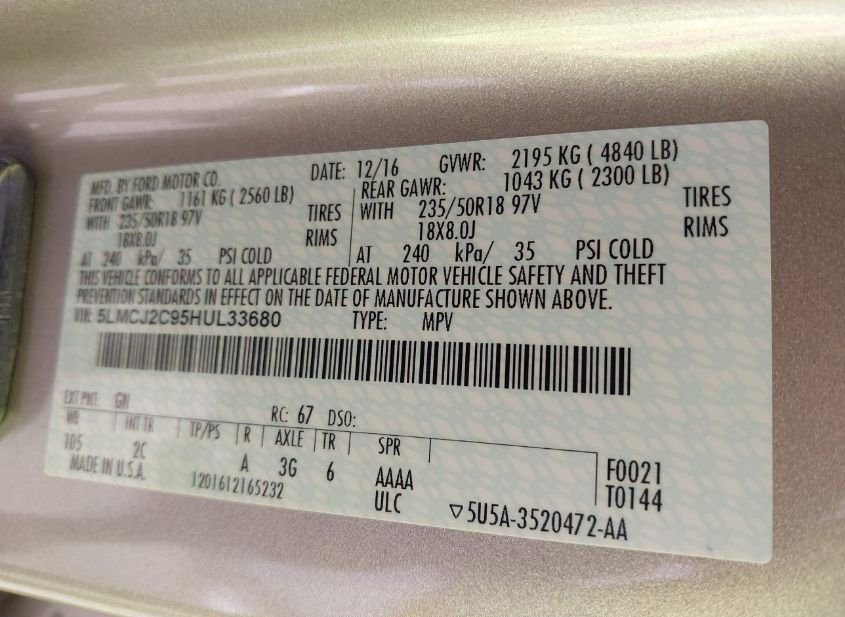 MFD. BY FORD MOTOR CO. DATE: 12/16 GVWR: 2195 KG ( 4840 LB)
FRONT GAWR: 1161 KG ( 2560 LB) REAR GAWR: 1043 KG ( 2300 LB)
WITH 235/50R18 97V TIRES WITH 235/50R18 97V TIRES
18X8.0J RIMS 18X8.0J RIMS
AT 240 kPa/ 35 PSI COLD AT 240 kPa/ 35 PSI COLD
THIS VEHICLE CONFORMS TO ALL APPLICABLE FEDERAL MOTOR VEHICLE SAFETY AND THEFT
PREVENTION STANDARDS IN EFFECT ON THE DATE OF MANUFACTURE SHOWN ABOVE.
VIN: 5LMCJ2C95HUL33680 TYPE: MPV
EXT PNT: GN RC: 67 DSO:
WB INT TR TP/PS R AXLE TR SPR
105 2C A 3G 6 AAAA F0021
MADE IN U.S.A. 1201612165232 ULC T0144
▽5U5A-3520472-AA